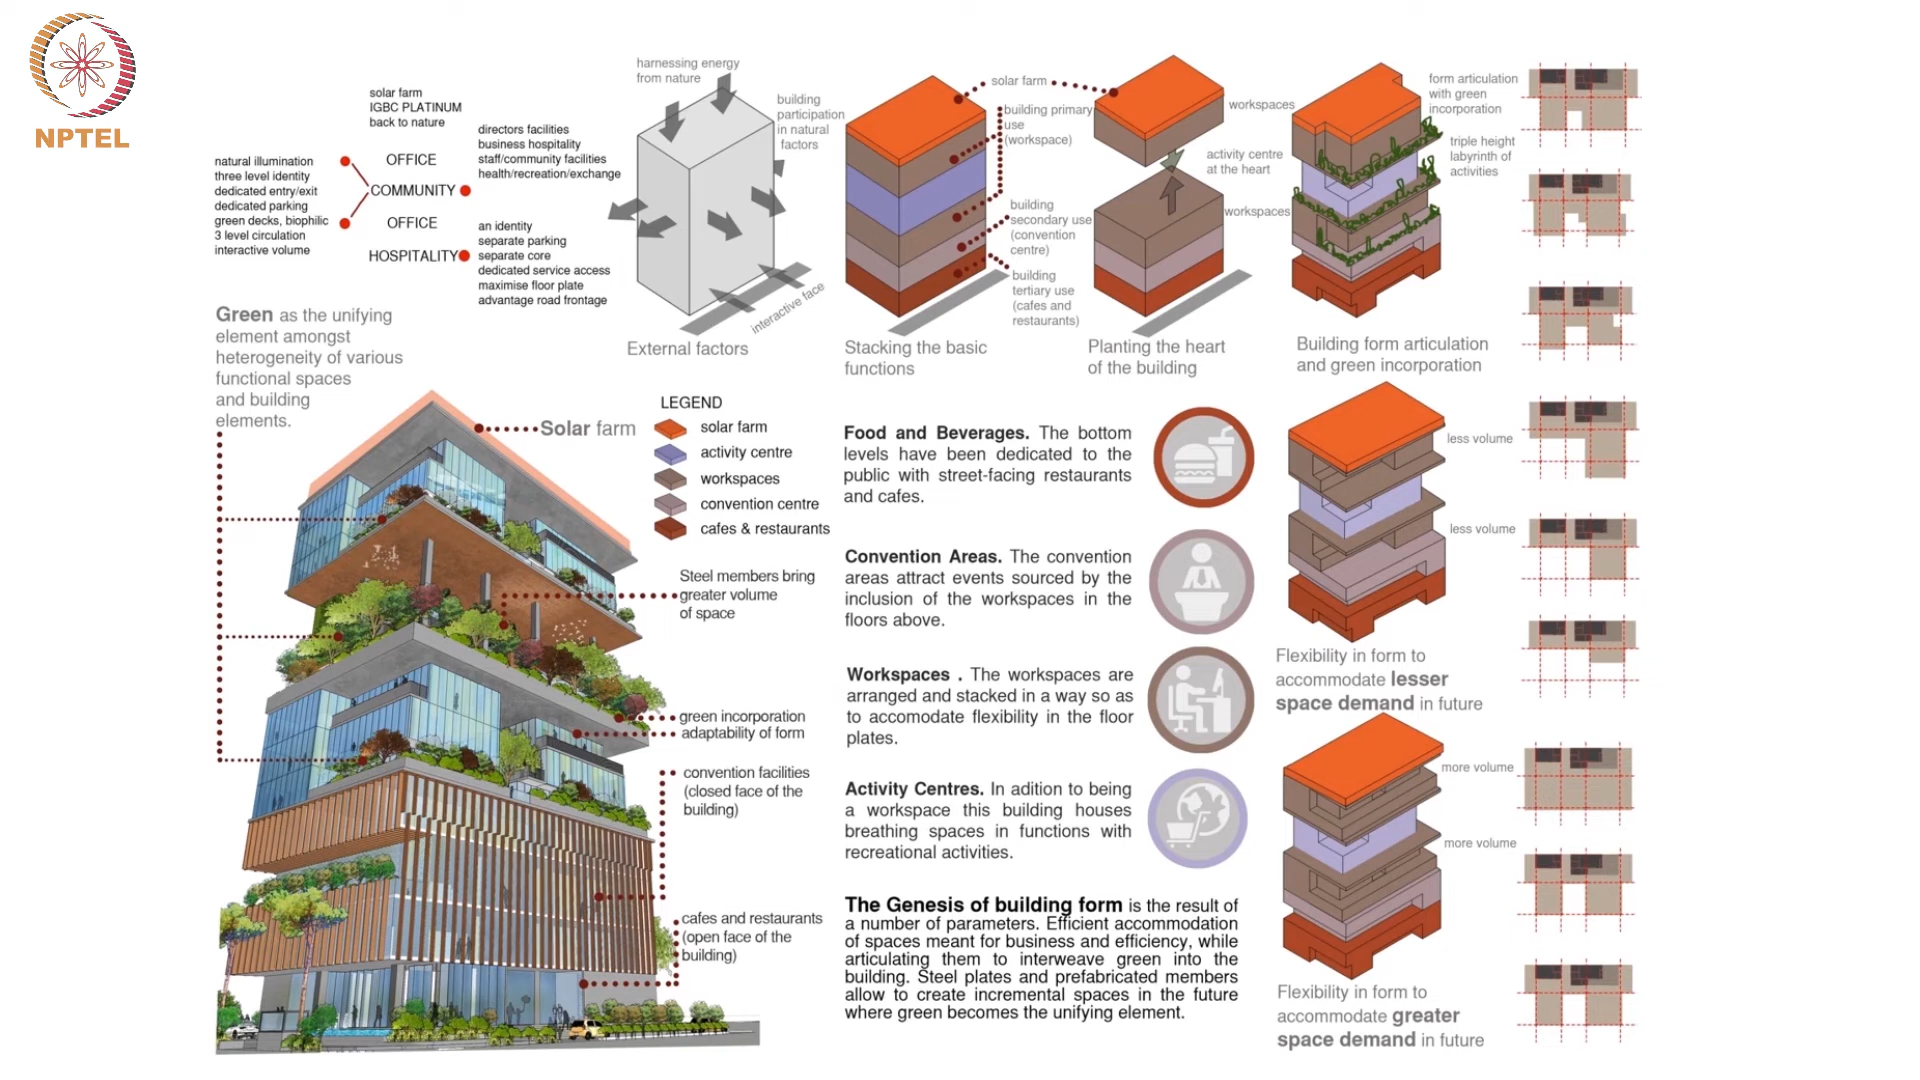 NPTEL
solar farm
IGBC PLATINUM
back to nature
natural illumination
three level identity
dedicated entry/exit
dedicated parking
green decks, biophilic
3 level circulation
interactive volume
OFFICE
COMMUNITY
OFFICE
HOSPITALITY
directors facilities
business hospitality
staff/community facilities
health/recreation/exchange
an identity
separate parking
separate core
dedicated service access
maximise floor plate
advantage road frontage
harnessing energy
from nature
building
participation
in natural
factors
interactive face
External factors
solar farm
building primary
use
(workspace)
building
secondary use
(convention
centre)
building
tertiary use
(cafes and
restaurants)
Stacking the basic
functions
workspaces
activity centre
at the heart
workspaces
Planting the heart
of the building
form articulation
with green
incorporation
triple height
labyrinth of
activities
Building form articulation
and green incorporation
Green as the unifying
element amongst
heterogeneity of various
functional spaces
and building
elements.
Solar farm
LEGEND
solar farm
activity centre
workspaces
convention centre
cafes & restaurants
Steel members bring
greater volume
of space
green incorporation
adaptability of form
convention facilities
(closed face of the
building)
cafes and restaurants
(open face of the
building)
Food and Beverages. The bottom
levels have been dedicated to the
public with street-facing restaurants
and cafes.
Convention Areas. The convention
areas attract events sourced by the
inclusion of the workspaces in the
floors above.
Workspaces . The workspaces are
arranged and stacked in a way so as
to accomodate flexibility in the floor
plates.
Activity Centres. In adition to being
a workspace this building houses
breathing spaces in functions with
recreational activities.
The Genesis of building form is the result of
a number of parameters. Efficient accommodation
of spaces meant for business and efficiency, while
articulating them to interweave green into the
building. Steel plates and prefabricated members
allow to create incremental spaces in the future
where green becomes the unifying element.
less volume
less volume
Flexibility in form to
accommodate lesser
space demand in future
more volume
more volume
Flexibility in form to
accommodate greater
space demand in future